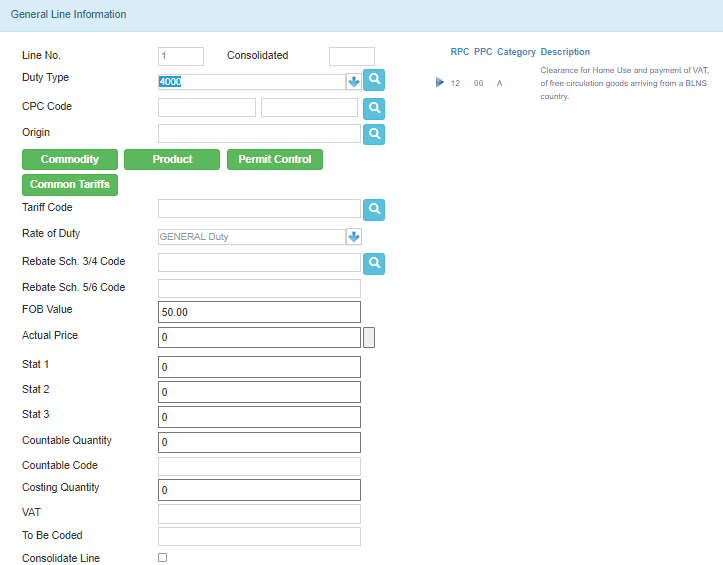 General Line Information
Line No. 1 Consolidated
Duty Type 4000
CPC Code
Origin
Commodity Product Permit Control
Common Tariffs
Tariff Code
Rate of Duty GENERAL Duty
Rebate Sch. 3/4 Code
Rebate Sch. 5/6 Code
FOB Value 50.00
Actual Price 0
Stat 1 0
Stat 2 0
Stat 3 0
Countable Quantity 0
Countable Code
Costing Quantity 0
VAT
To Be Coded
Consolidate Line
RPC PPC Category Description
12 00 A Clearance for Home Use and payment of VAT,
of free circulation goods arriving from a BLNS
country.